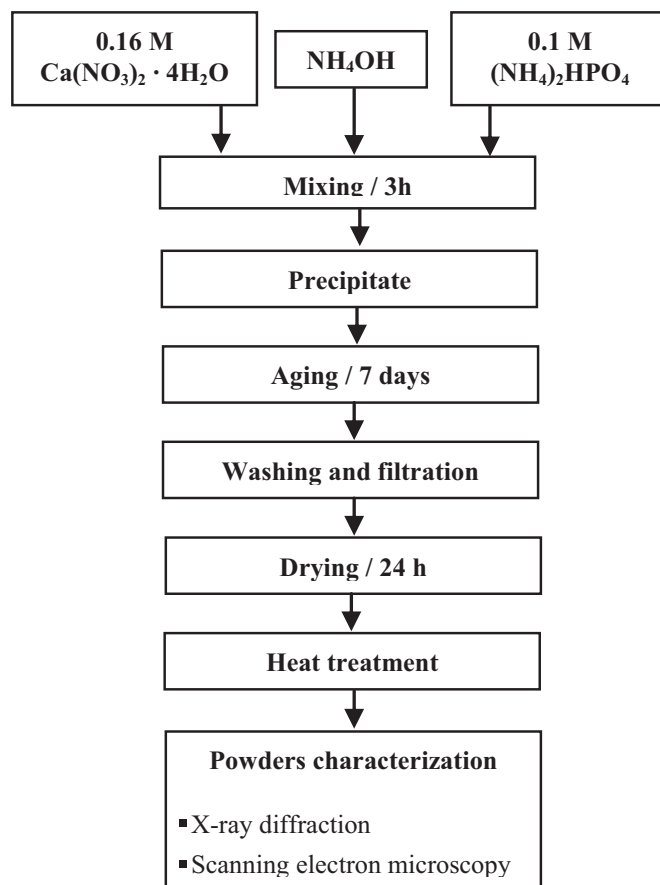 0.16 M
Ca(NO₃)₂ · 4H₂O
NH₄OH
0.1 M
(NH₄)₂HPO₄
Mixing / 3h
Precipitate
Aging / 7 days
Washing and filtration
Drying / 24 h
Heat treatment
Powders characterization
▪ X-ray diffraction
▪ Scanning electron microscopy